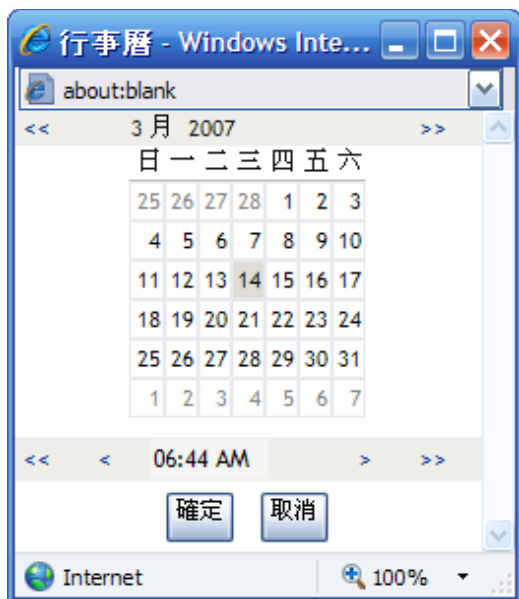 行事曆 - Windows Inte...
about:blank
<< 3 月 2007 >>
日 一 二 三 四 五 六
25 26 27 28 1 2 3
4 5 6 7 8 9 10
11 12 13 14 15 16 17
18 19 20 21 22 23 24
25 26 27 28 29 30 31
1 2 3 4 5 6 7
<< < 06:44 AM > >>
確定 取消
Internet 100%